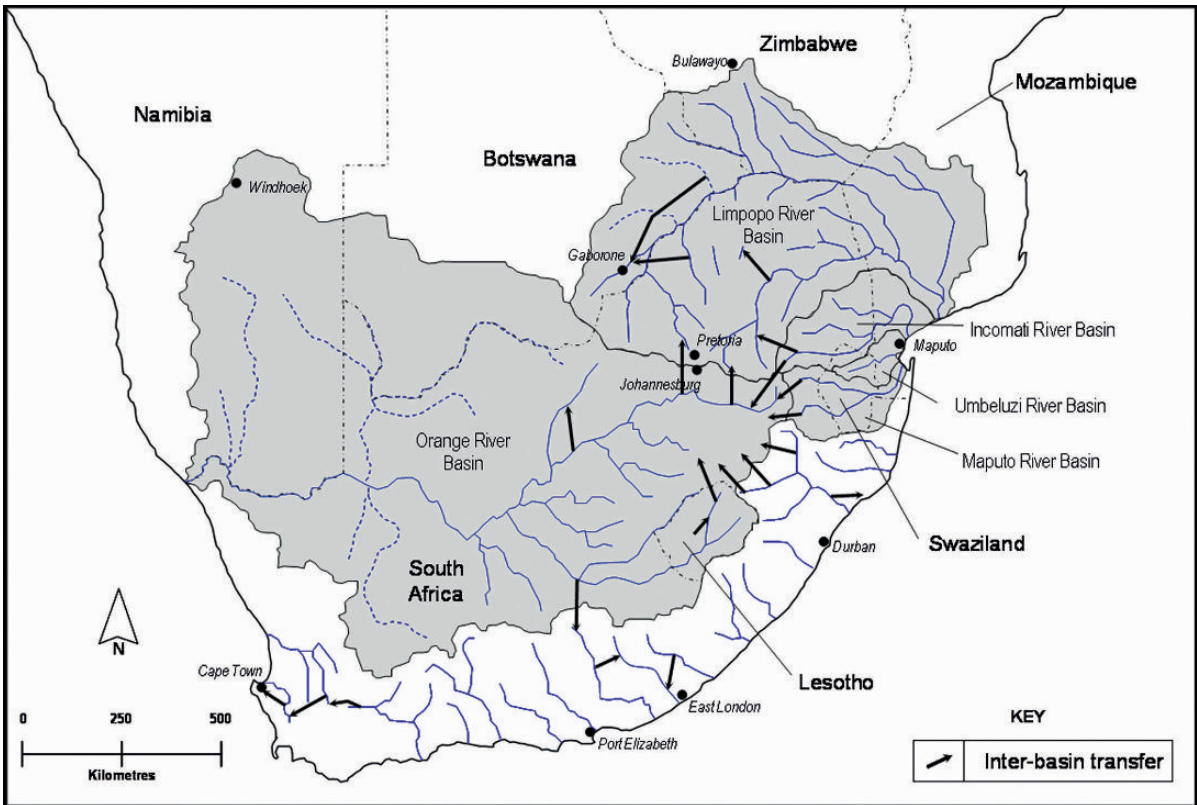 Zimbabwe
Bulawayo
Mozambique
Namibia
Botswana
Windhoek
Limpopo River
Basin
Gaborone
Incomati River Basin
Pretoria
Maputo
Johannesburg
Umbeluzi River Basin
Orange River
Basin
Maputo River Basin
Swaziland
Durban
South
Africa
N
Cape Town
Lesotho
East London
0 250 500
Kilometres
Port Elizabeth
KEY
Inter-basin transfer